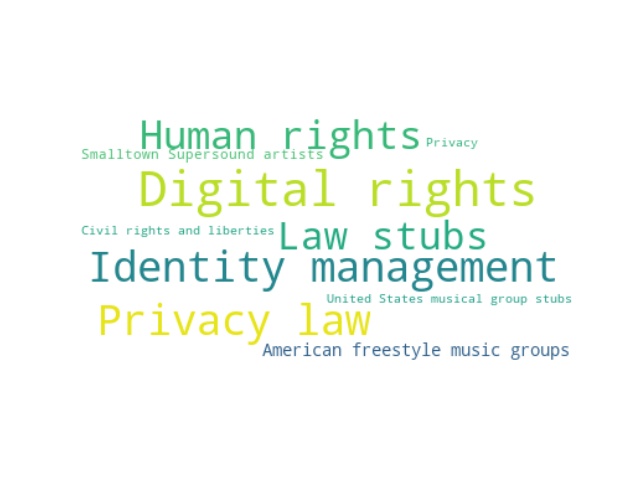 Human rights
Privacy
Smalltown Supersound artists
Digital rights
Law stubs
Civil rights and liberties
Identity management
United States musical group stubs
Privacy law
American freestyle music groups